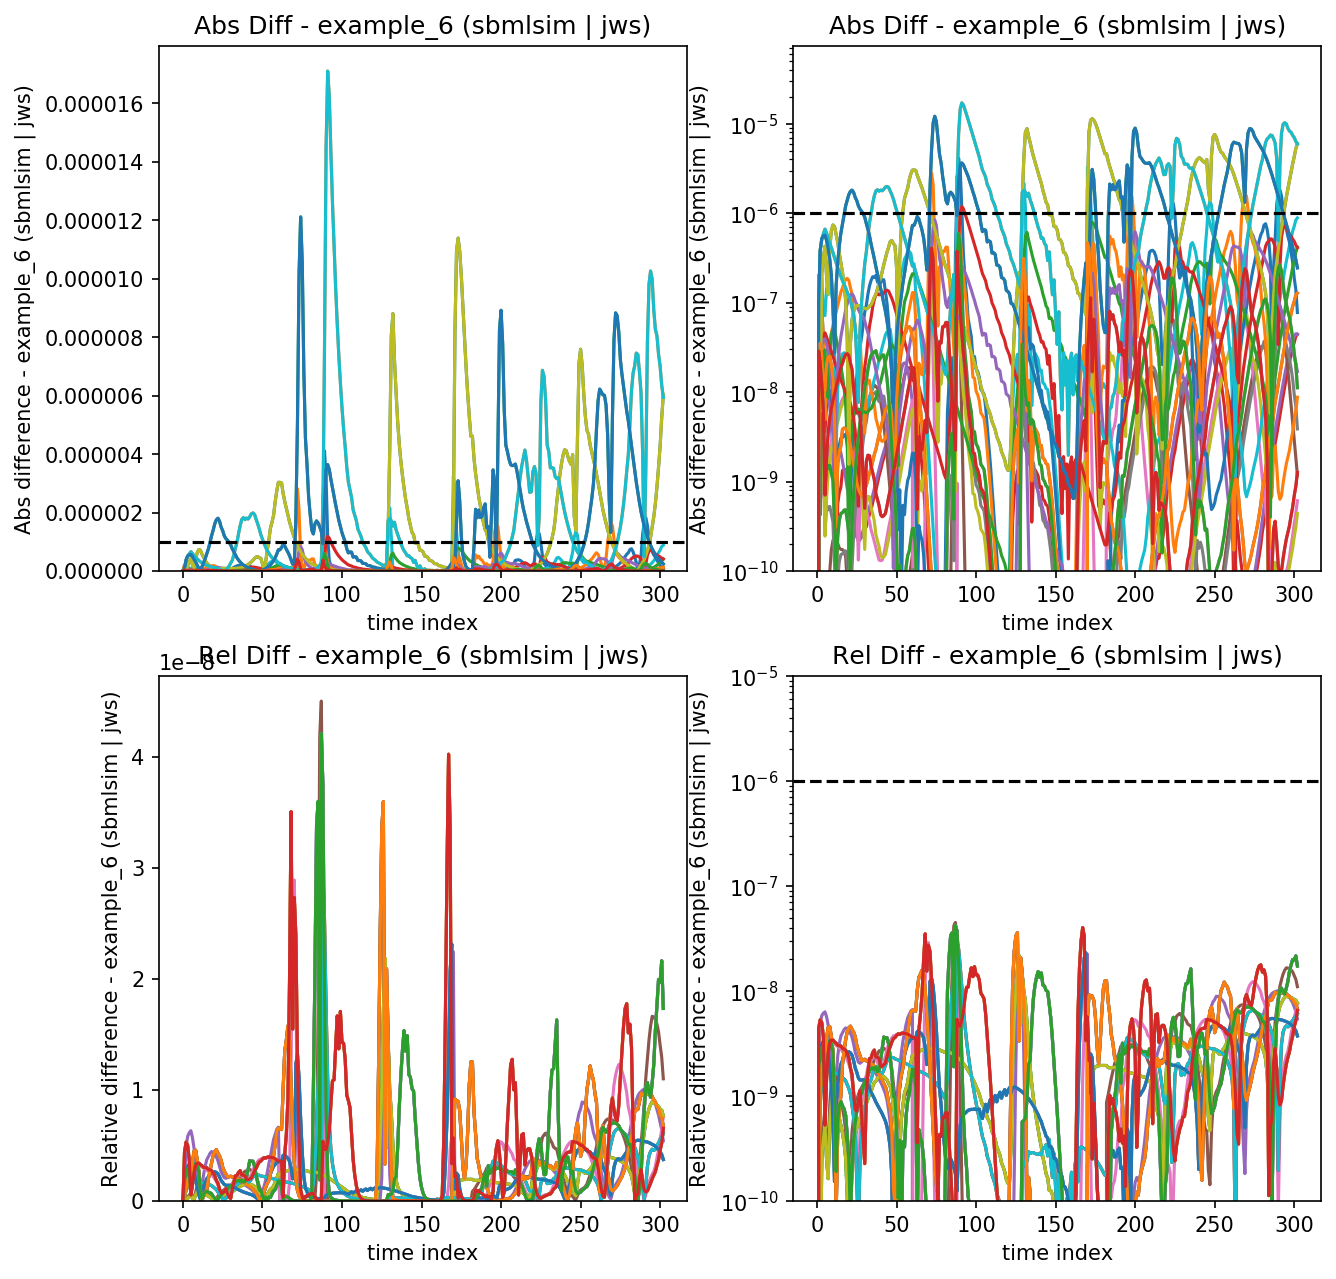 Abs Diff - example_6 (sbmlsim | jws)
Abs difference - example_6 (sbmlsim | jws)
0.000016
0.000014
0.000012
0.000010
0.000008
0.000006
0.000004
0.000002
0.000000
0 50 100 150 200 250 300
time index
Abs Diff - example_6 (sbmlsim | jws)
Abs difference - example_6 (sbmlsim | jws)
10⁻⁵
10⁻⁶
10⁻⁷
10⁻⁸
10⁻⁹
10⁻¹⁰
0 50 100 150 200 250 300
time index
Rel Diff - example_6 (sbmlsim | jws)
1e−8
Relative difference - example_6 (sbmlsim | jws)
4
3
2
1
0
0 50 100 150 200 250 300
time index
Rel Diff - example_6 (sbmlsim | jws)
Relative difference - example_6 (sbmlsim | jws)
10⁻⁵
10⁻⁶
10⁻⁷
10⁻⁸
10⁻⁹
10⁻¹⁰
0 50 100 150 200 250 300
time index